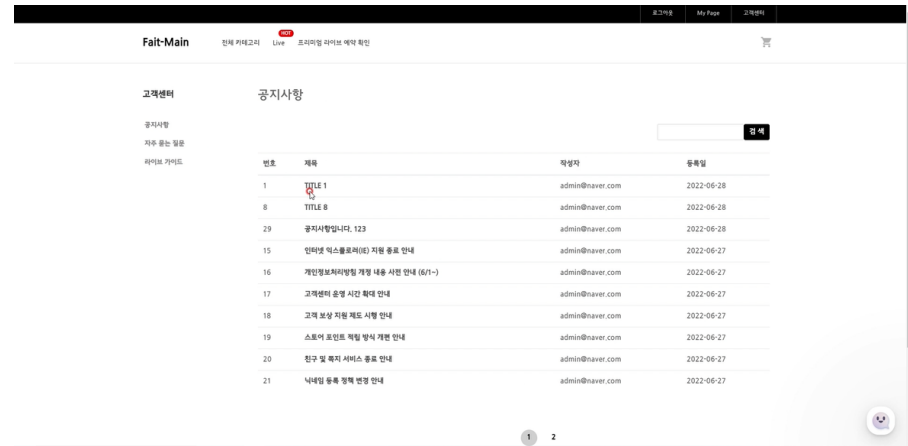 로그아웃 My Page 고객센터
HOT
Fait-Main 전체 카테고리 Live 프리미엄 라이브 예약 확인
고객센터
공지사항
자주 묻는 질문
라이브 가이드
공지사항
검색
번호 제목 작성자 등록일
1 TITLE 1 admin@naver.com 2022-06-28
8 TITLE 8 admin@naver.com 2022-06-28
29 공지사항입니다. 123 admin@naver.com 2022-06-28
15 인터넷 익스플로러(IE) 지원 종료 안내 admin@naver.com 2022-06-27
16 개인정보처리방침 개정 내용 사전 안내 (6/1~) admin@naver.com 2022-06-27
17 고객센터 운영 시간 확대 안내 admin@naver.com 2022-06-27
18 고객 보상 지원 제도 시행 안내 admin@naver.com 2022-06-27
19 스토어 포인트 적립 방식 개편 안내 admin@naver.com 2022-06-27
20 친구 및 쪽지 서비스 종료 안내 admin@naver.com 2022-06-27
21 닉네임 등록 정책 변경 안내 admin@naver.com 2022-06-27
1 2